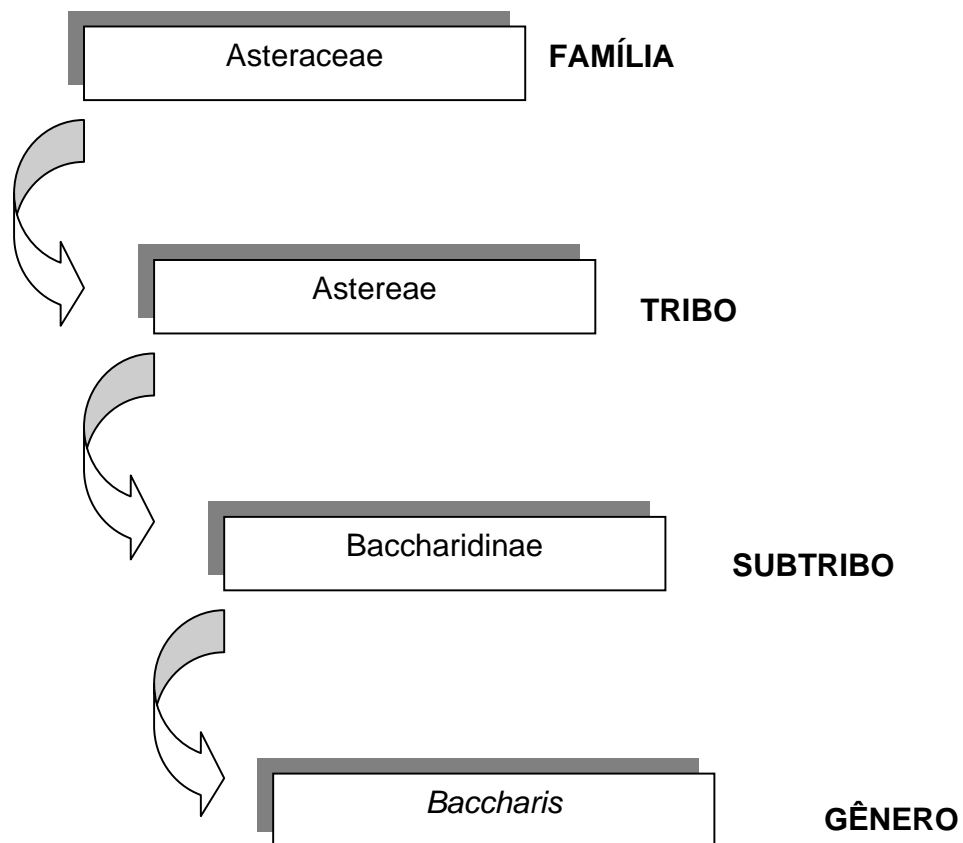 Asteraceae FAMÍLIA
Astereae
TRIBO
Baccharidinae
SUBTRIBO
Baccharis
GÊNERO